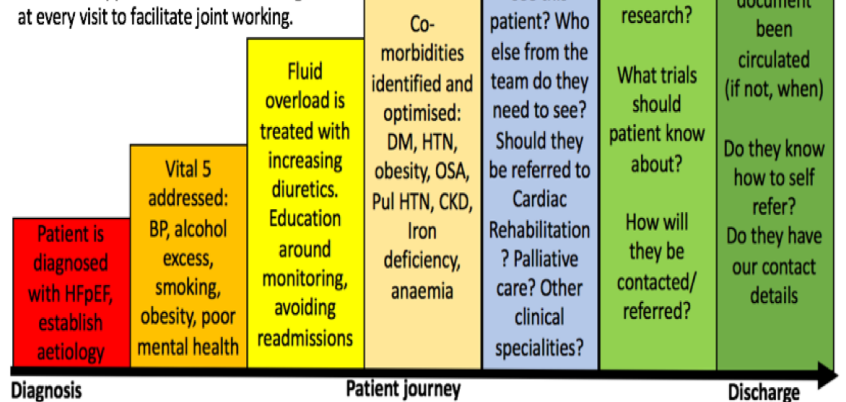 at every visit to facilitate joint working.
Patient is
diagnosed
with HFpEF,
establish
aetiology
Vital 5
addressed:
BP, alcohol
excess,
smoking,
obesity, poor
mental health
Fluid
overload is
treated with
increasing
diuretics.
Education
around
monitoring,
avoiding
readmissions
Co-
morbidities
identified and
optimised:
DM, HTN,
obesity, OSA,
Pul HTN, CKD,
Iron
deficiency,
anaemia
patient? Who
else from the
team do they
need to see?
Should they
be referred to
Cardiac
Rehabilitation
? Palliative
care? Other
clinical
specialities?
research?
What trials
should
patient know
about?
How will
they be
contacted/
referred?
document
been
circulated
(if not, when)
Do they know
how to self
refer?
Do they have
our contact
details
Diagnosis
Patient journey
Discharge